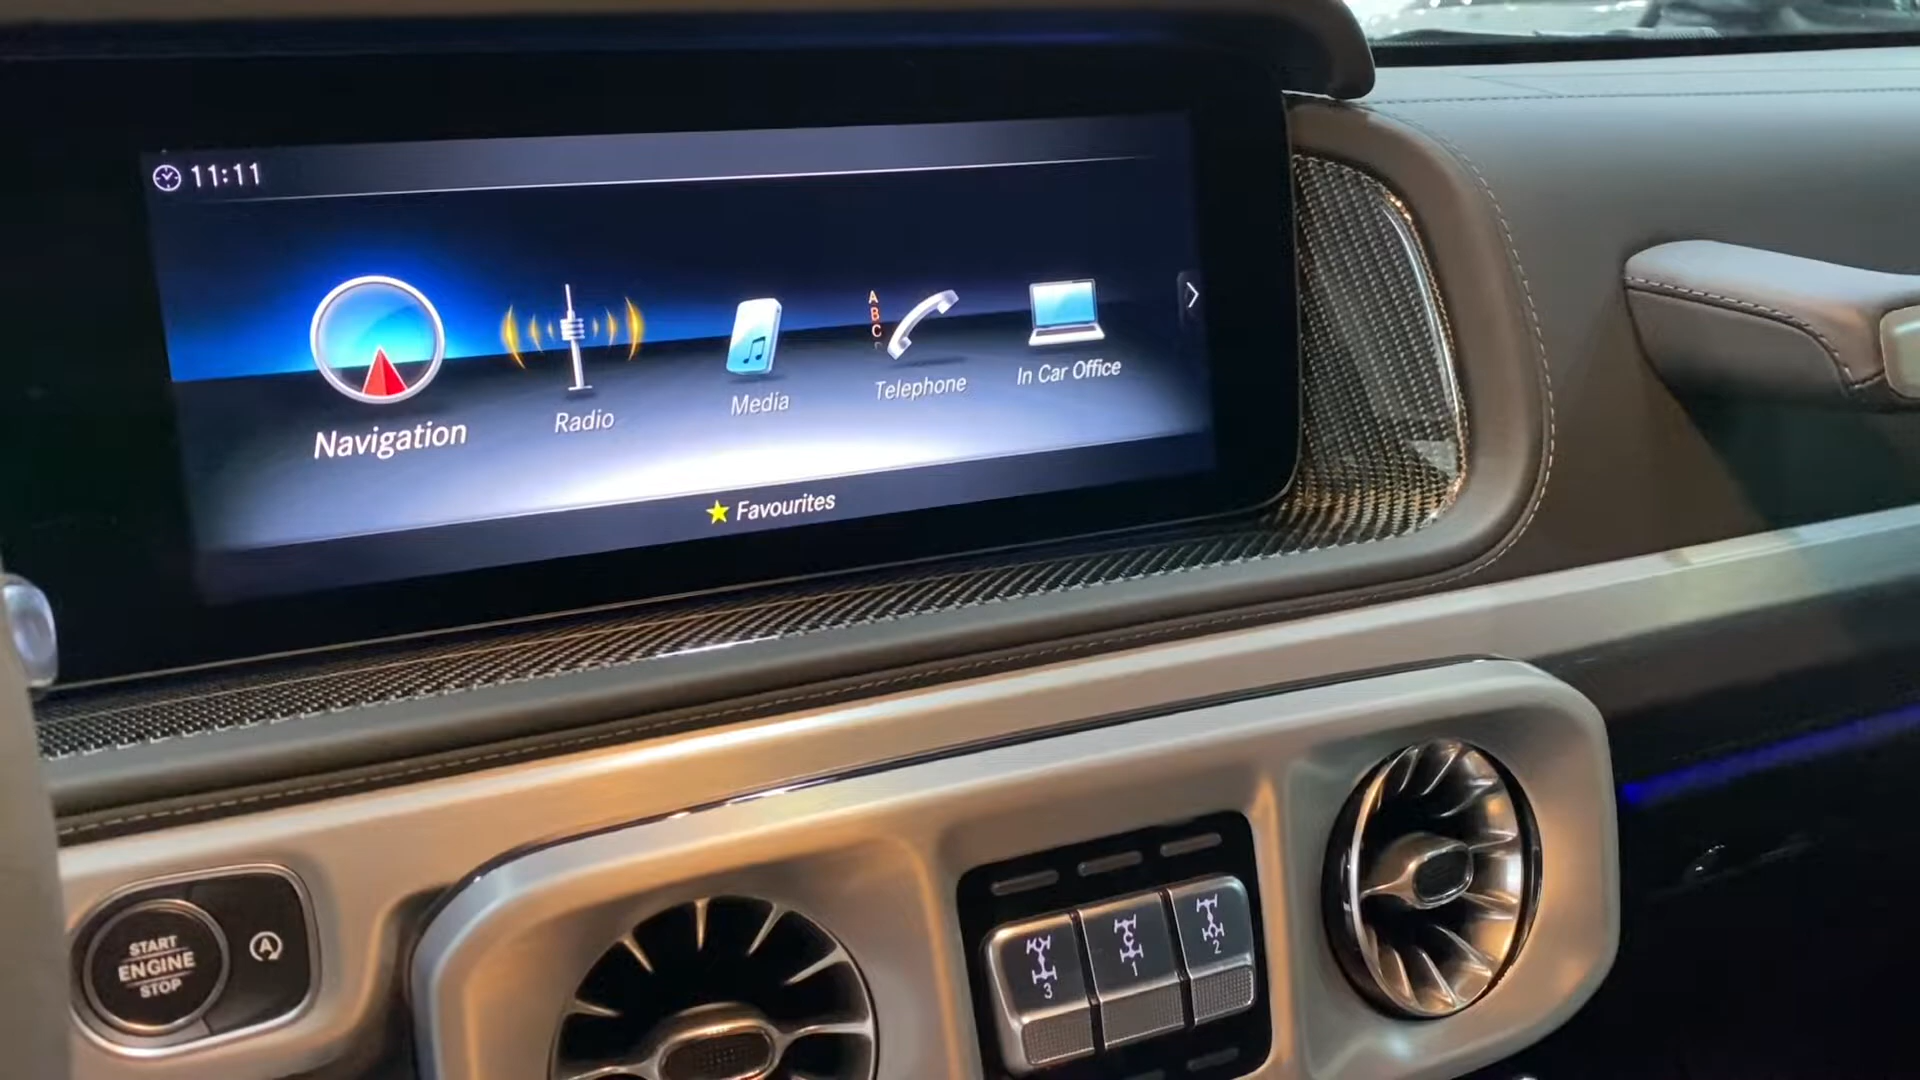 11:11
Navigation
Radio
Media
A
B
C
Telephone
In Car Office
Favourites
START
ENGINE
STOP
A
3
1
2